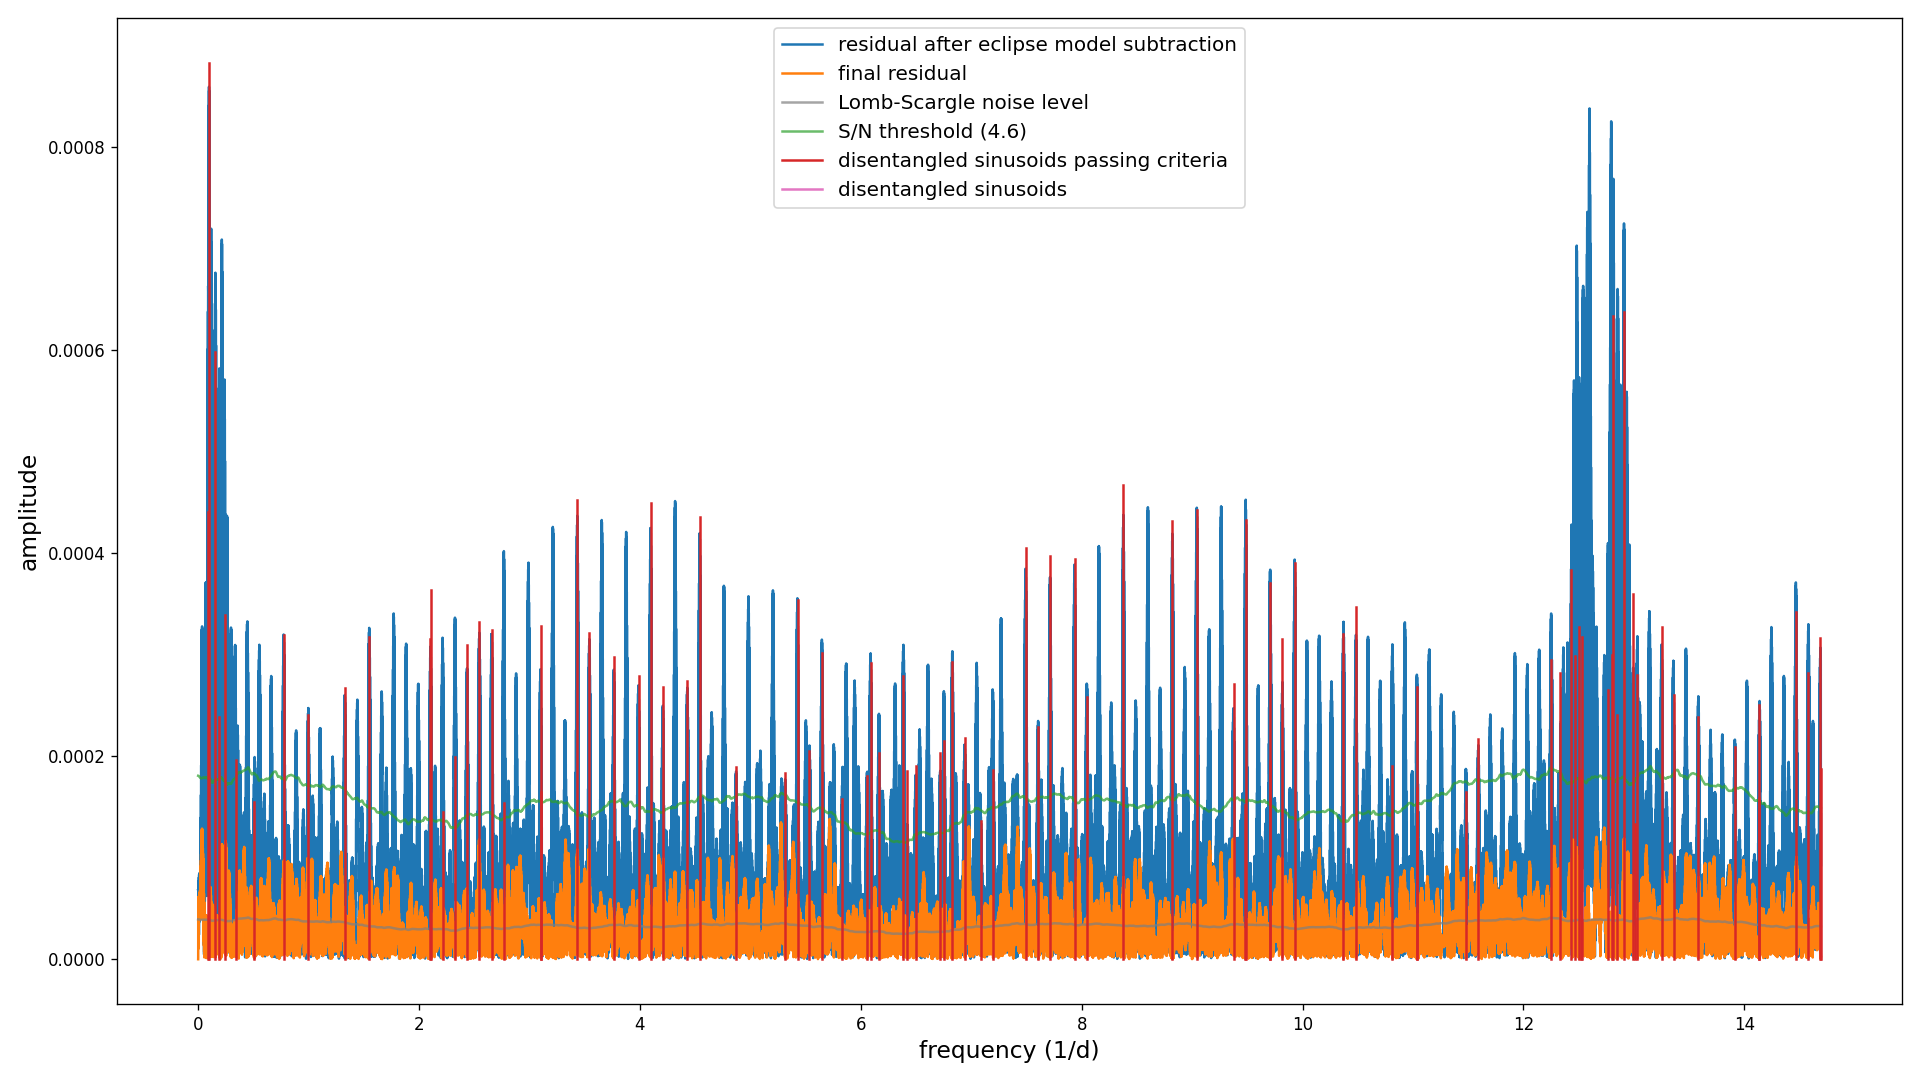 residual after eclipse model subtraction
final residual
Lomb-Scargle noise level
S/N threshold (4.6)
disentangled sinusoids passing criteria
disentangled sinusoids
amplitude
0.0008
0.0006
0.0004
0.0002
0.0000
0 2 4 6 8 10 12 14
frequency (1/d)